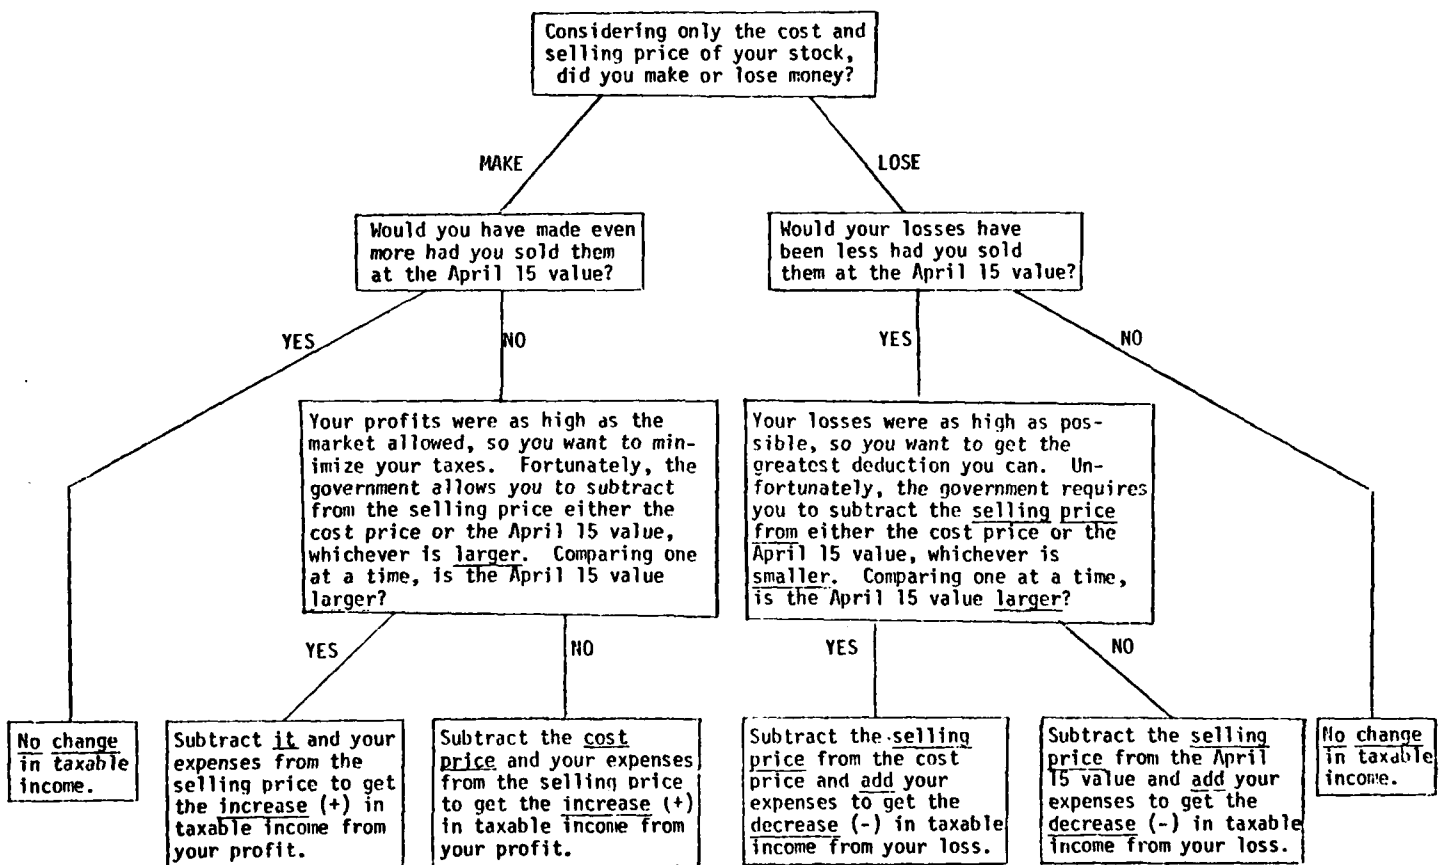 Considering only the cost and
selling price of your stock,
did you make or lose money?
MAKE
LOSE
Would you have made even
more had you sold them
at the April 15 value?
Would your losses have
been less had you sold
them at the April 15 value?
YES
NO
YES
NO
Your profits were as high as the
market allowed, so you want to min-
imize your taxes. Fortunately, the
government allows you to subtract
from the selling price either the
cost price or the April 15 value,
whichever is larger. Comparing one
at a time, is the April 15 value
larger?
Your losses were as high as pos-
sible, so you want to get the
greatest deduction you can. Un-
fortunately, the government requires
you to subtract the selling price
from either the cost price or the
April 15 value, whichever is
smaller. Comparing one at a time,
is the April 15 value larger?
YES
NO
YES
NO
No change
in taxable
income.
Subtract it and your
expenses from the
selling price to get
the increase (+) in
taxable income from
your profit.
Subtract the cost
price and your expenses
from the selling price
to get the increase (+)
in taxable income from
your profit.
Subtract the selling
price from the cost
price and add your
expenses to get the
decrease (-) in taxable
income from your loss.
Subtract the selling
price from the April
15 value and add your
expenses to get the
decrease (-) in taxable
income from your loss.
No change
in taxable
income.